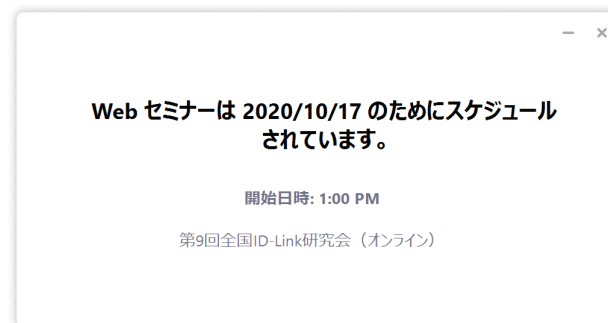 Web セミナーは 2020/10/17 のためにスケジュール
されています。
開始日時: 1:00 PM
第9回全国ID-Link研究会（オンライン）